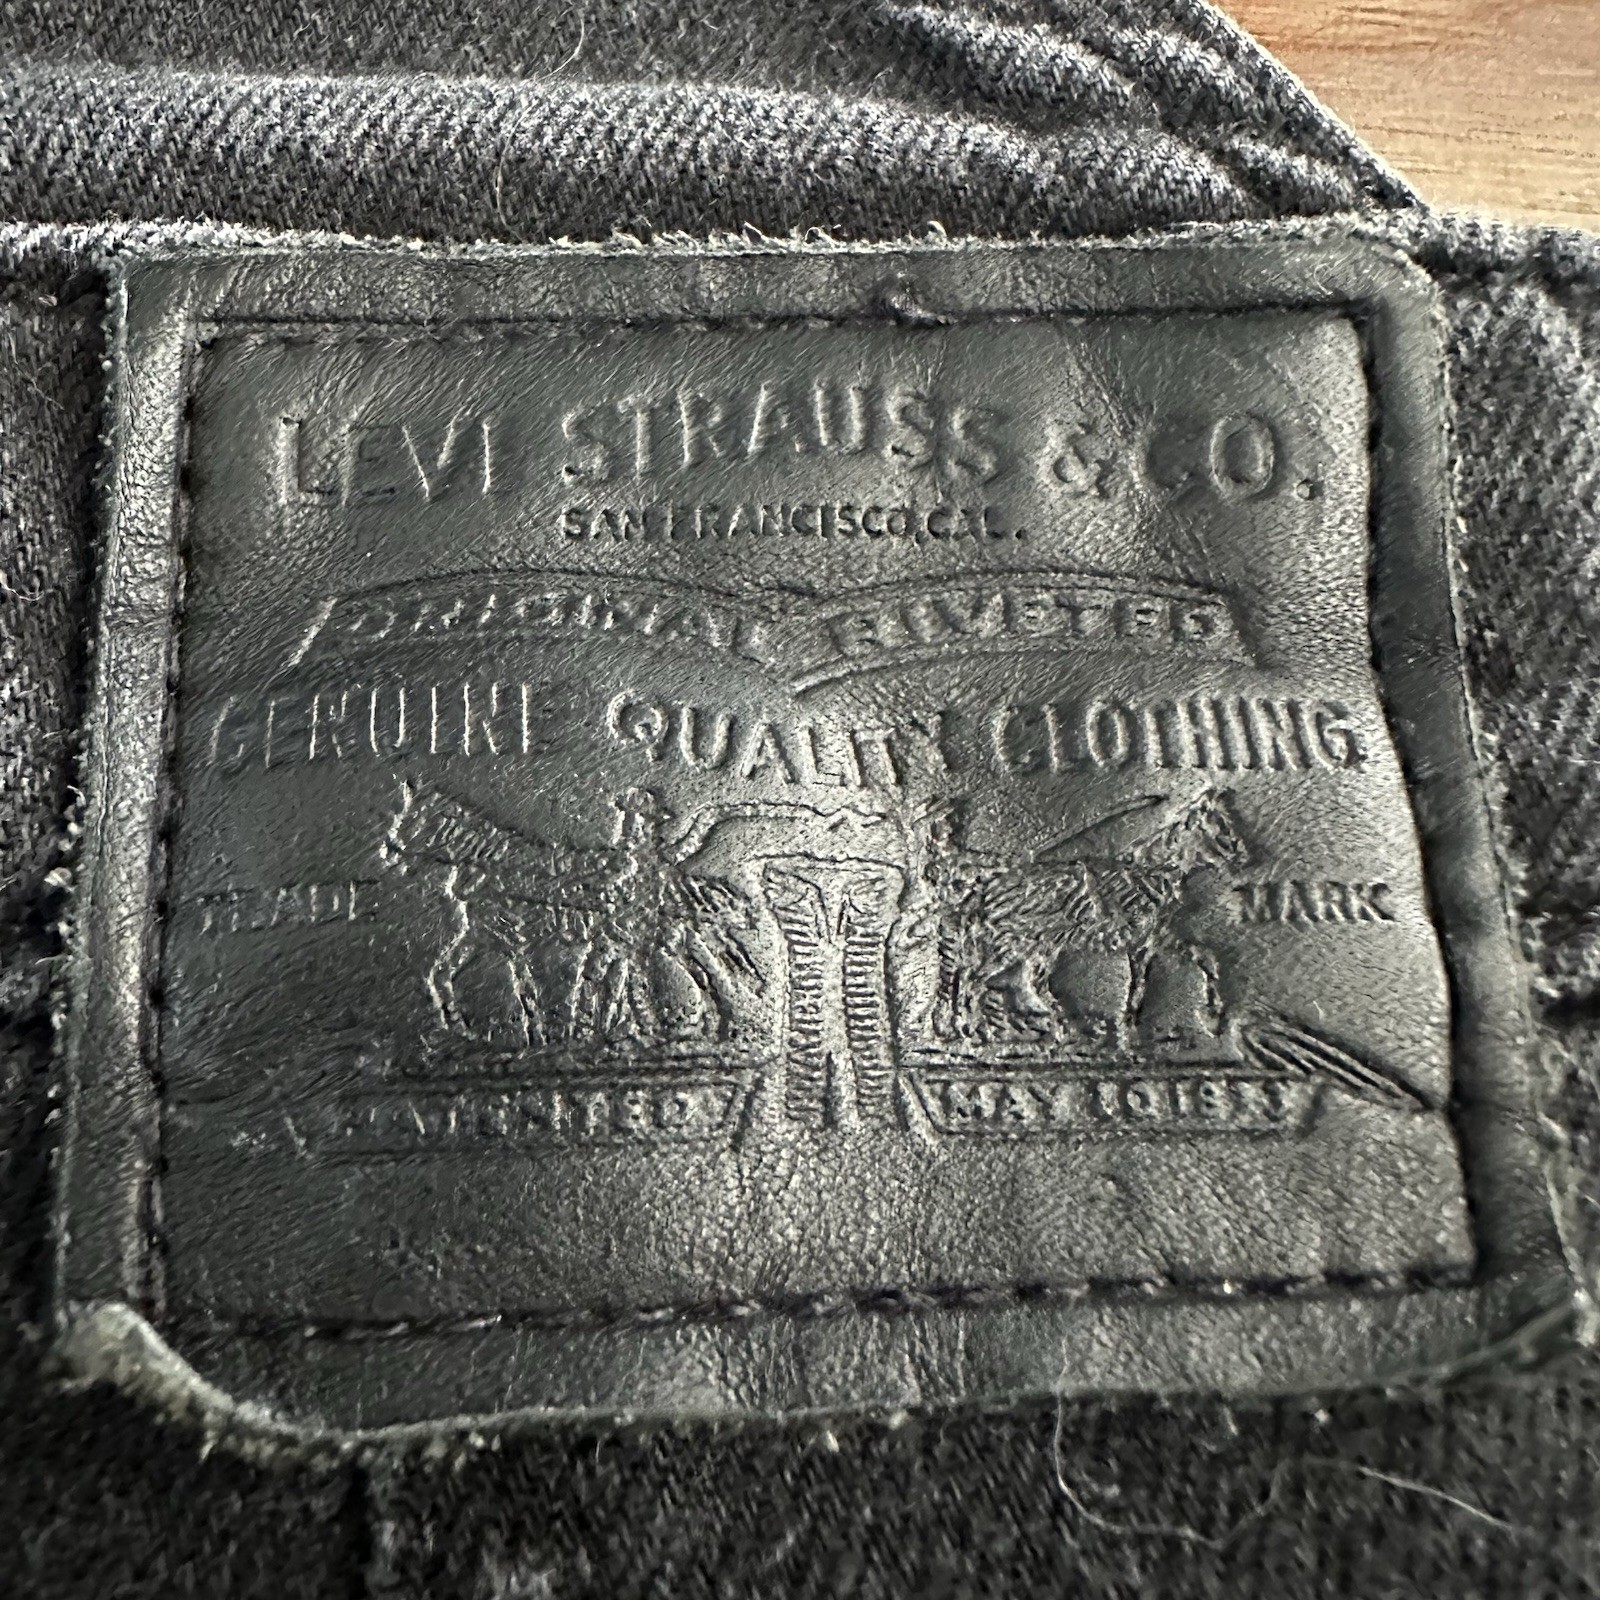 LEVI STRAUSS & CO.
SAN FRANCISCO, CAL.
ORIGINAL RIVETED
GENUINE QUALITY CLOTHING
TRADE MARK
PATENTED MAY 20 1873